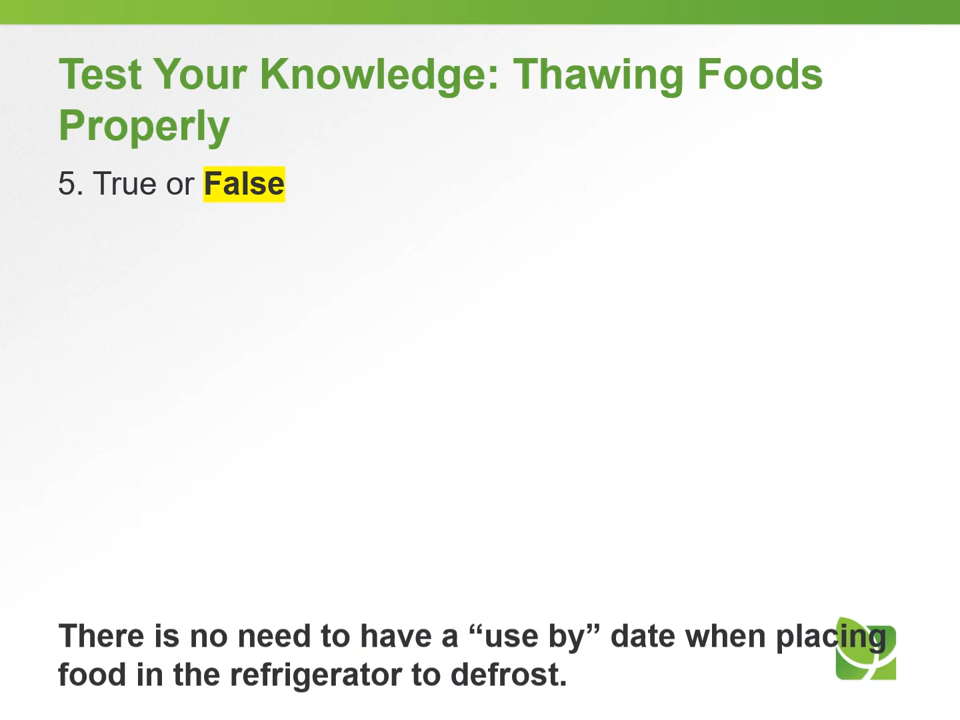 Test Your Knowledge: Thawing Foods
Properly
5. True or False
There is no need to have a “use by” date when placing
food in the refrigerator to defrost.